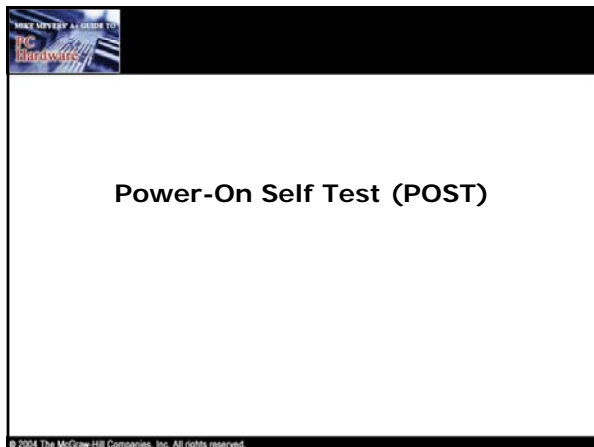 MIKE MEYERS' A+ GUIDE TO
PC
Hardware
Power-On Self Test (POST)
© 2004 The McGraw-Hill Companies, Inc. All rights reserved.